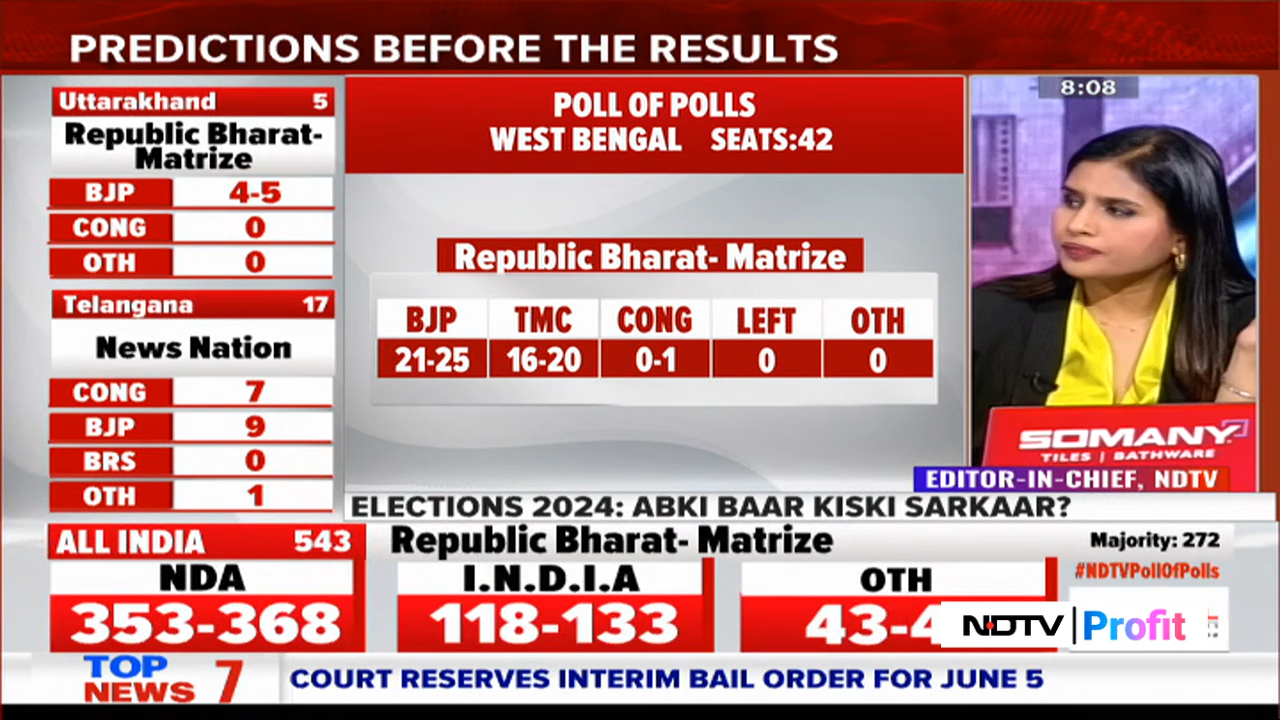 PREDICTIONS BEFORE THE RESULTS
Uttarakhand 5
Republic Bharat-
Matrize
BJP 4-5
CONG 0
OTH 0
Telangana 17
News Nation
CONG 7
BJP 9
BRS 0
OTH 1
POLL OF POLLS
WEST BENGAL SEATS:42
Republic Bharat- Matrize
BJP TMC CONG LEFT OTH
21-25 16-20 0-1 0 0
8:08
SOMANY
TILES | BATHWARE
EDITOR-IN-CHIEF, NDTV
ELECTIONS 2024: ABKI BAAR KISKI SARKAAR?
ALL INDIA 543
Republic Bharat- Matrize
Majority: 272
#NDTVPollOfPolls
NDA I.N.D.I.A OTH
353-368 118-133 43-4
NDTV | Profit
TOP NEWS 7
COURT RESERVES INTERIM BAIL ORDER FOR JUNE 5